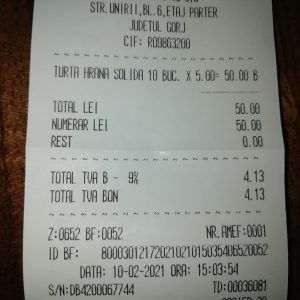 STR. UNIRII,BL.6,ETAJ PARTER
JUDETUL GORJ
CIF: RO9863200
TURTA HRANA SOLIDA 10 BUC. X 5.00= 50.00 B
TOTAL LEI 50.00
NUMERAR LEI 50.00
REST 0.00
TOTAL TVA B - 9% 4.13
TOTAL TVA BON 4.13
Z:0652 BF:0052 NR.AMEF:0001
ID BF: 80003012172021021015035406520052
DATA: 10-02-2021 ORA: 15:03:54
S/N:DB4200067744 TD:00036081